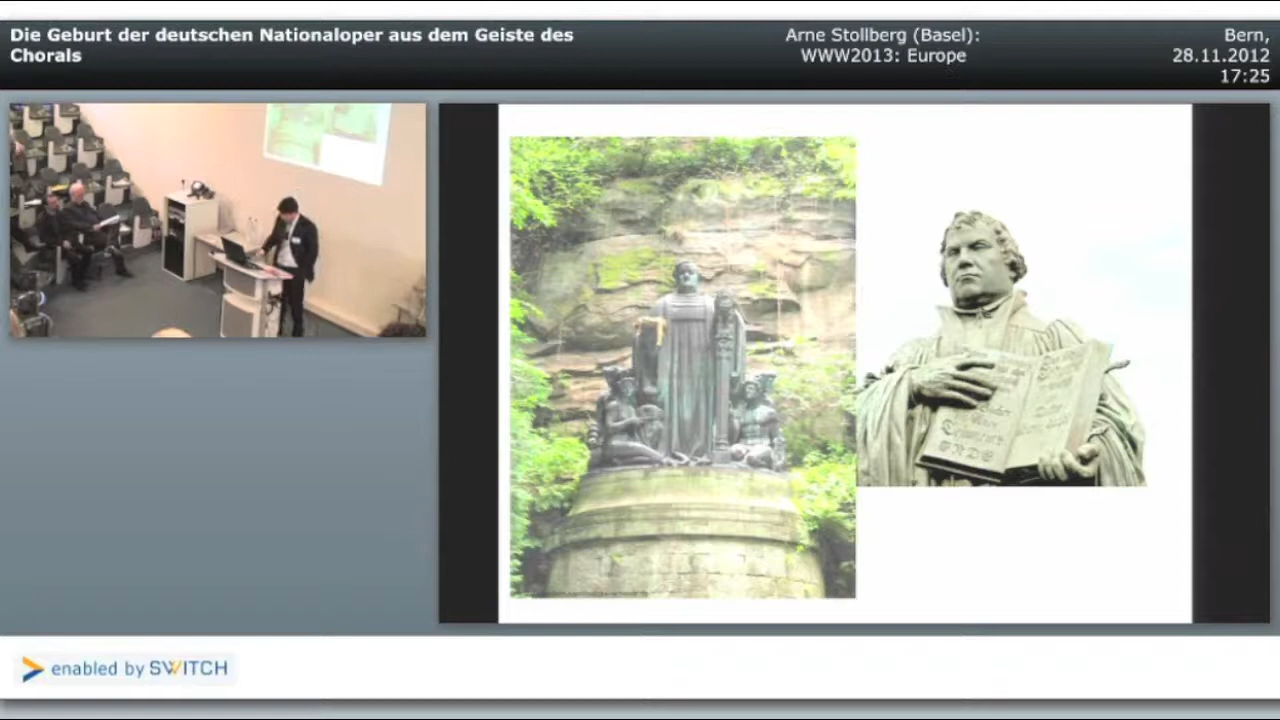 Die Geburt der deutschen Nationaloper aus dem Geiste des
Chorals
Arne Stollberg (Basel):
WWW2013: Europe
Bern,
28.11.2012
17:25
enabled by SWITCH